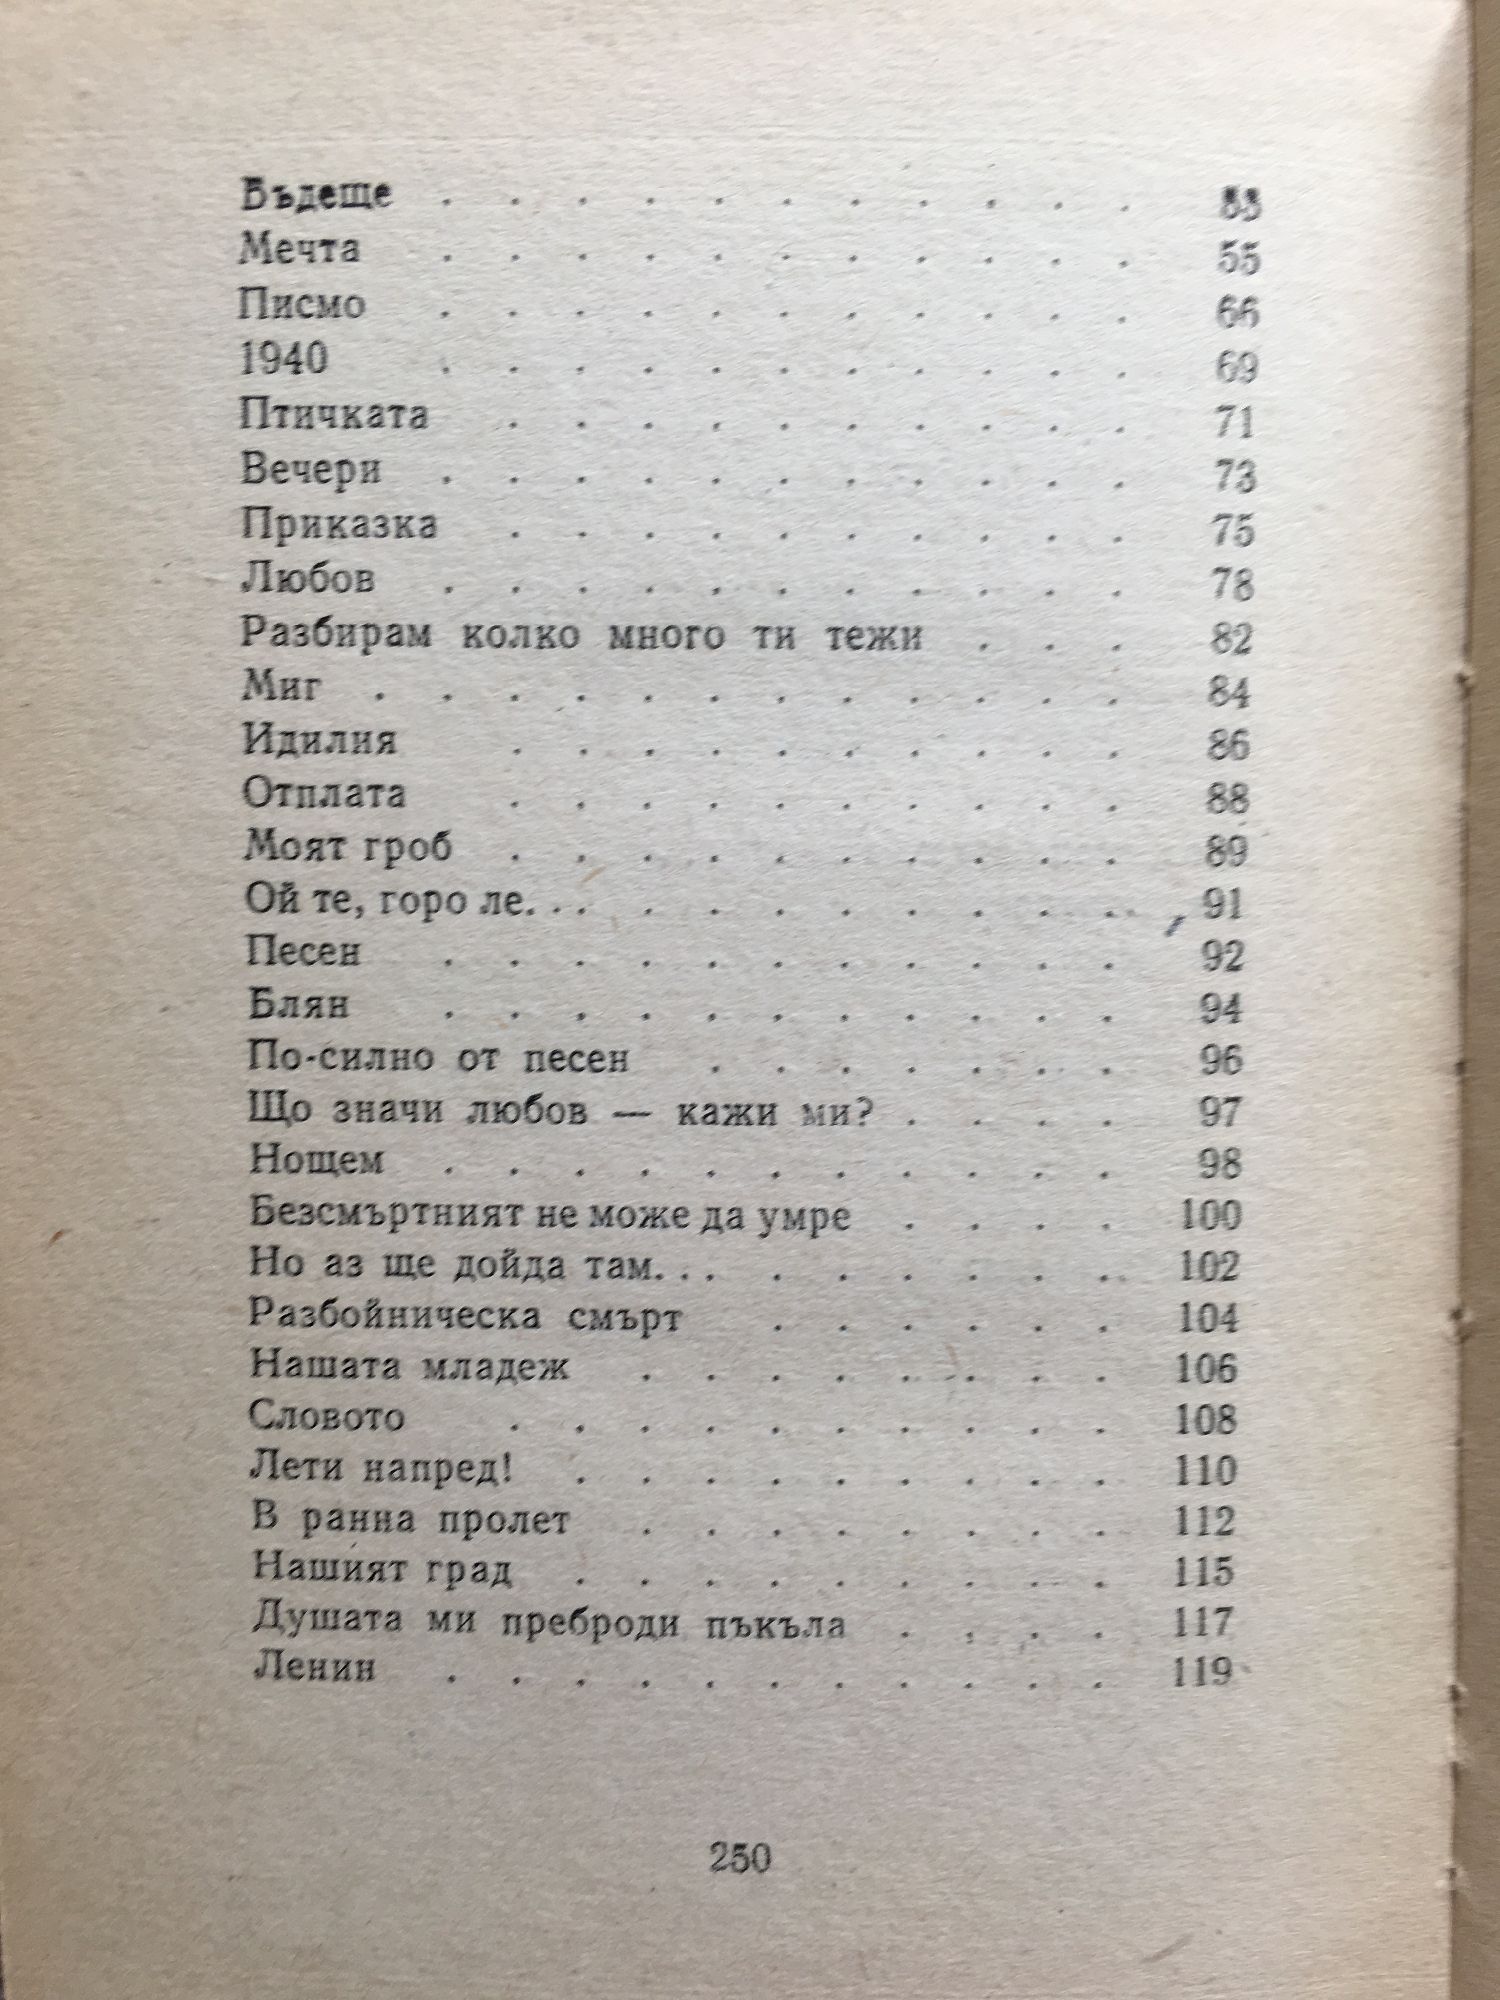 Бъдеще . . . . . . . . . . . 53
Мечта . . . . . . . . . . . 55
Писмо . . . . . . . . . . . 66
1940 . . . . . . . . . . . 69
Птичката . . . . . . . . . . 71
Вечери . . . . . . . . . . . 73
Приказка . . . . . . . . . . 75
Любов . . . . . . . . . . . 78
Разбирам колко много ти тежи . . . 82
Миг . . . . . . . . . . . . 84
Идилия . . . . . . . . . . 86
Отплата . . . . . . . . . . 88
Моят гроб . . . . . . . . . . 89
Ой те, горо ле. . . . . . . . . . . 91
Песен . . . . . . . . . . . 92
Блян . . . . . . . . . . . 94
По-силно от песен . . . . . . . 96
Що значи любов — кажи ми? . . . . 97
Нощем . . . . . . . . . . . 98
Безсмъртният не може да умре . . . . 100
Но аз ще дойда там. . . . . . . . . 102
Разбойническа смърт . . . . . . 104
Нашата младеж . . . . . . . . 106
Словото . . . . . . . . . . 108
Лети напред! . . . . . . . . . 110
В ранна пролет . . . . . . . . 112
Нашият град . . . . . . . . . 115
Душата ми преброди пъкъла . . . . 117
Ленин . . . . . . . . . . . 119
250